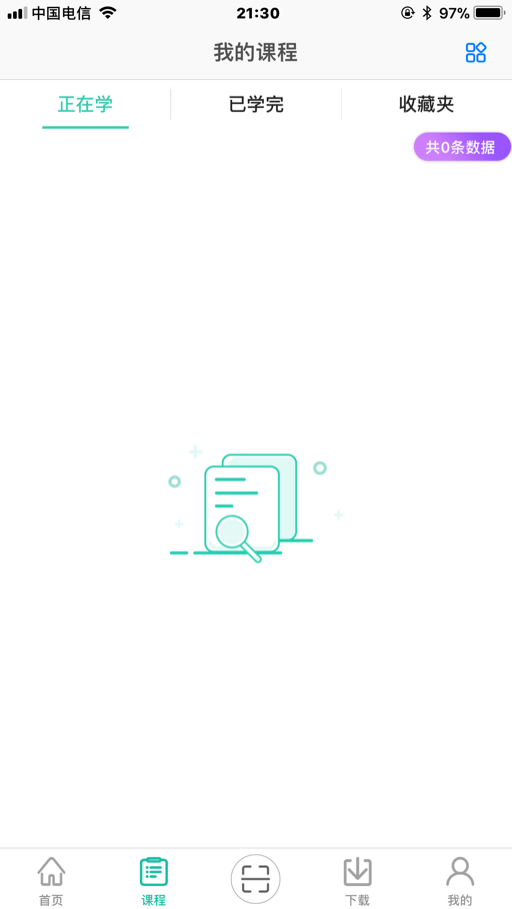 中国电信
21:30
97%
我的课程
正在学
已学完
收藏夹
共0条数据
首页
课程
下载
我的